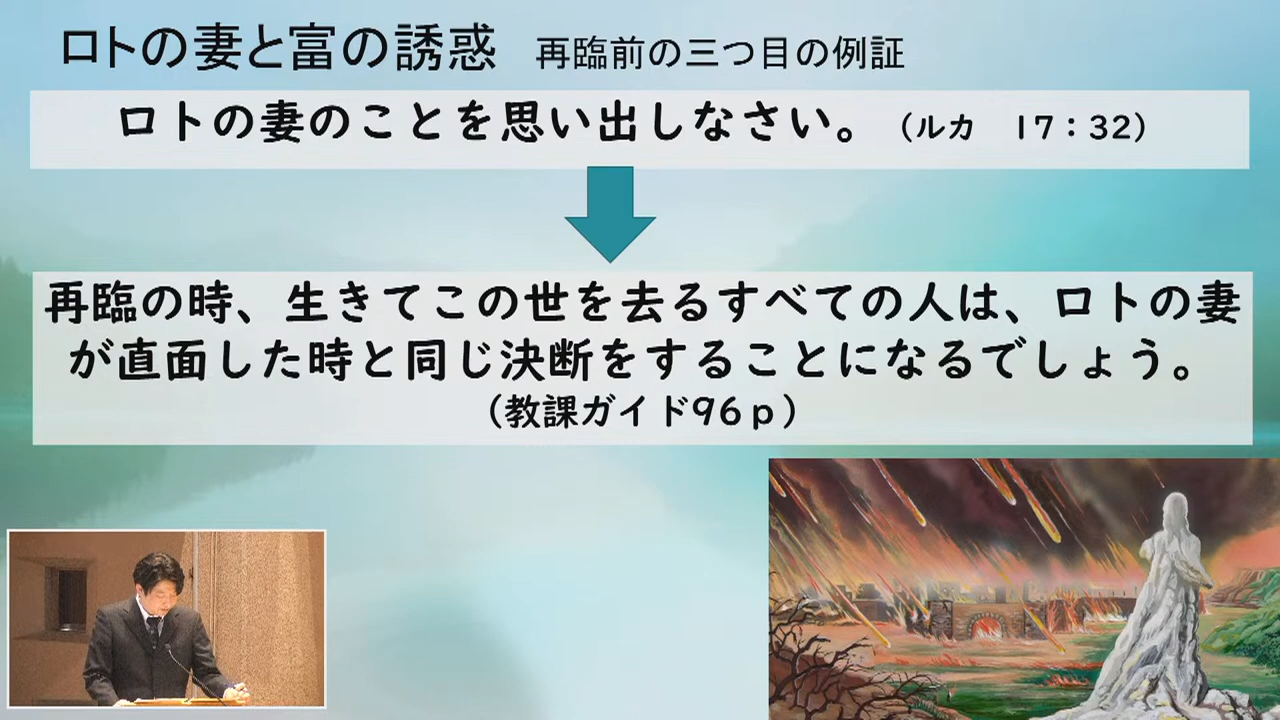 ロトの妻と富の誘惑　再臨前の三つ目の例証
ロトの妻のことを思い出しなさい。（ルカ　17：32）
再臨の時、生きてこの世を去るすべての人は、ロトの妻
が直面した時と同じ決断をすることになるでしょう。
（教課ガイド96ｐ）